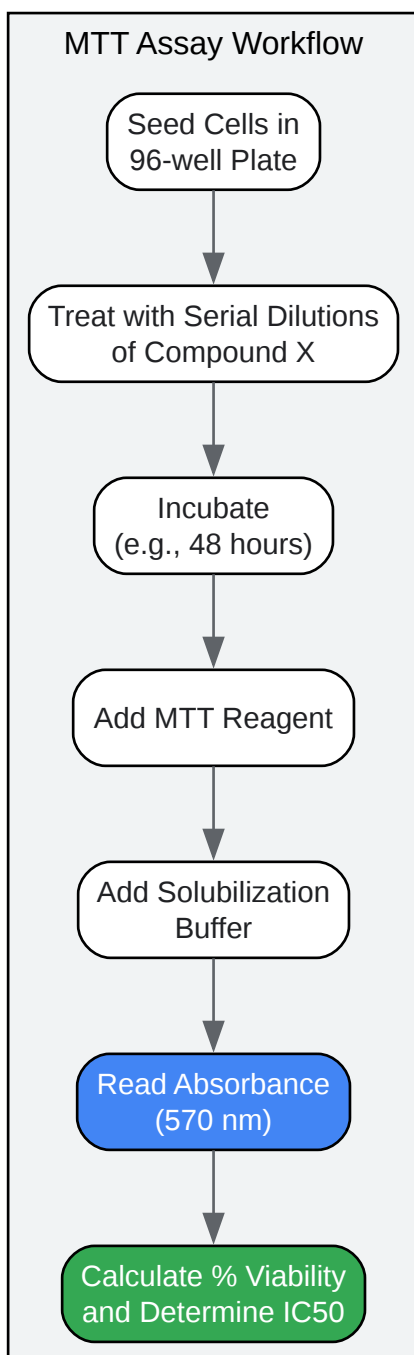 MTT Assay Workflow
Seed Cells in
96-well Plate
Treat with Serial Dilutions
of Compound X
Incubate
(e.g., 48 hours)
Add MTT Reagent
Add Solubilization
Buffer
Read Absorbance
(570 nm)
Calculate % Viability
and Determine IC50